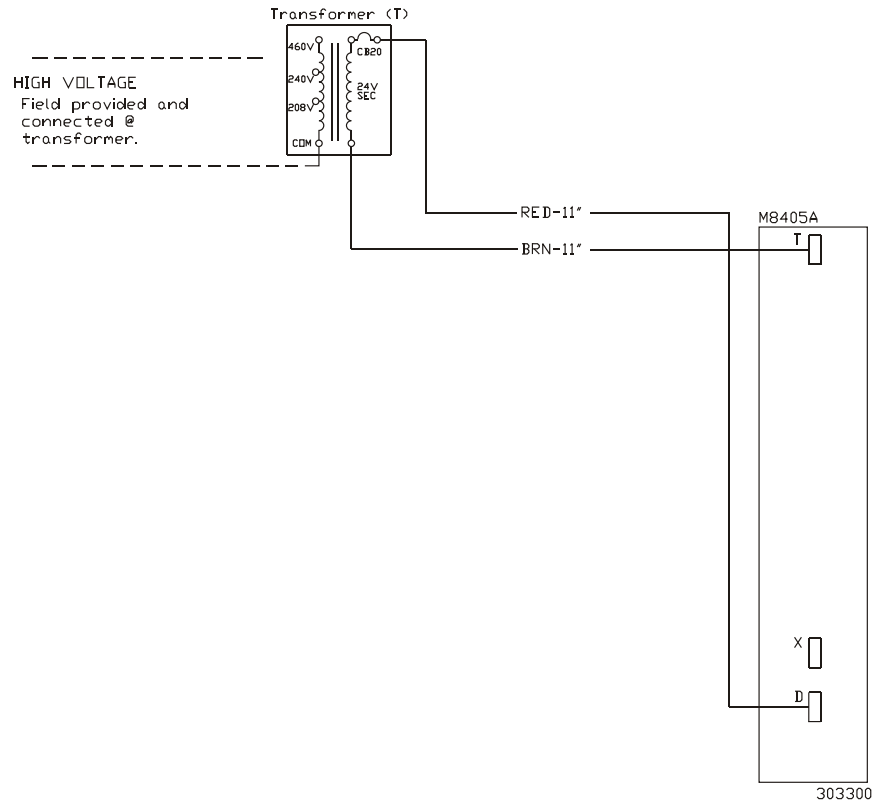 Transformer (T)
460V
CB20
HIGH VOLTAGE
Field provided and
connected @
transformer.
240V
24V
SEC
208V
COM
RED-11"
M8405A
T
BRN-11"
X
D
303300